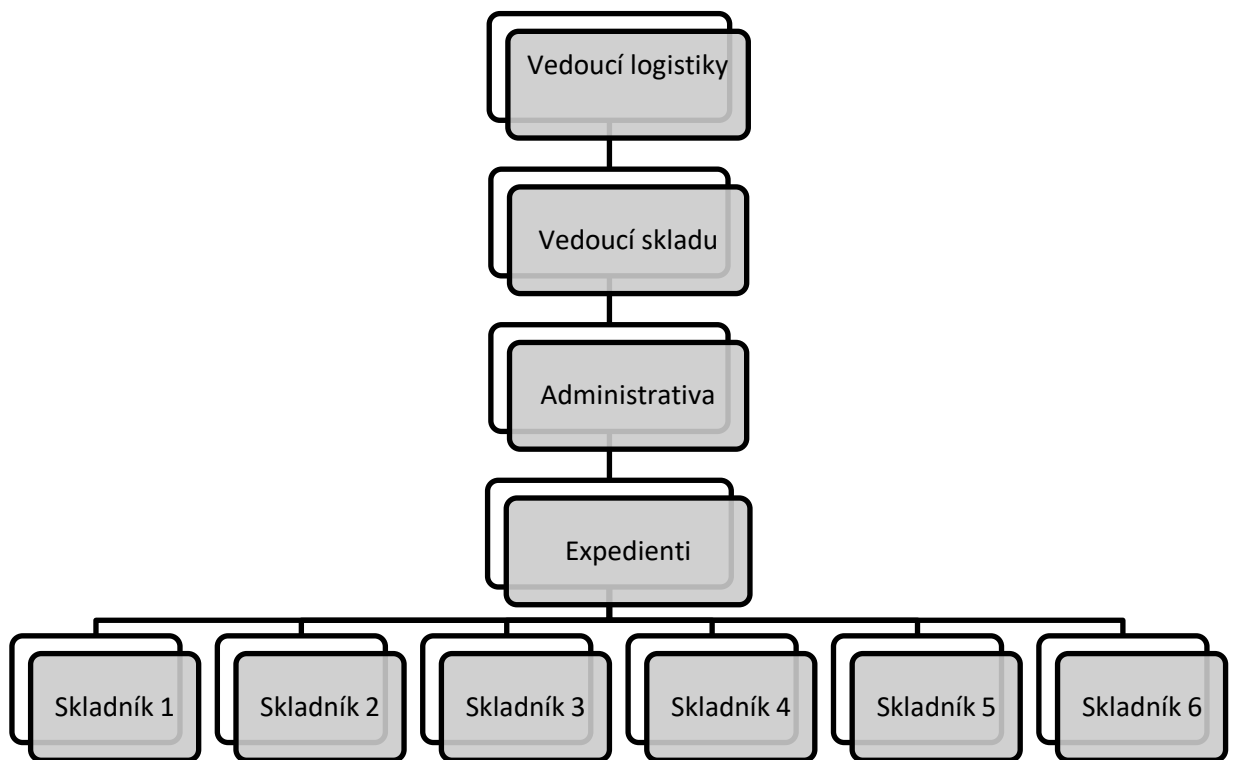 Vedoucí logistiky
Vedoucí skladu
Administrativa
Expedienti
Skladník 1
Skladník 2
Skladník 3
Skladník 4
Skladník 5
Skladník 6